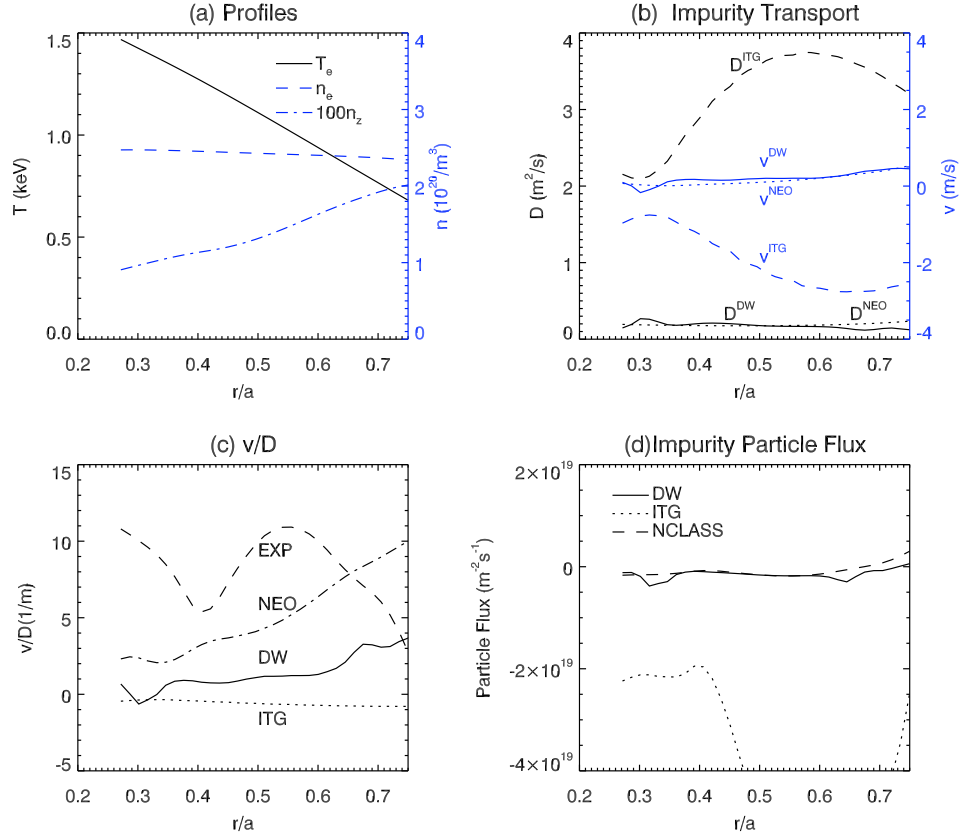 (a) Profiles
1.5
1.0
0.5
0.0
T (keV)
T_e
n_e
100n_z
4
3
2
1
0
n (10^20/m^3)
0.2 0.3 0.4 0.5 0.6 0.7
r/a
(b) Impurity Transport
4
3
2
1
0
D (m^2/s)
D^ITG
v^DW
v^NEO
v^ITG
D^DW
D^NEO
4
2
0
-2
-4
v (m/s)
0.2 0.3 0.4 0.5 0.6 0.7
r/a
(c) v/D
15
10
5
0
-5
v/D(1/m)
EXP
NEO
DW
ITG
0.2 0.3 0.4 0.5 0.6 0.7
r/a
(d)Impurity Particle Flux
2×10^19
0
-2×10^19
-4×10^19
Particle Flux (m^-2s^-1)
DW
ITG
NCLASS
0.2 0.3 0.4 0.5 0.6 0.7
r/a